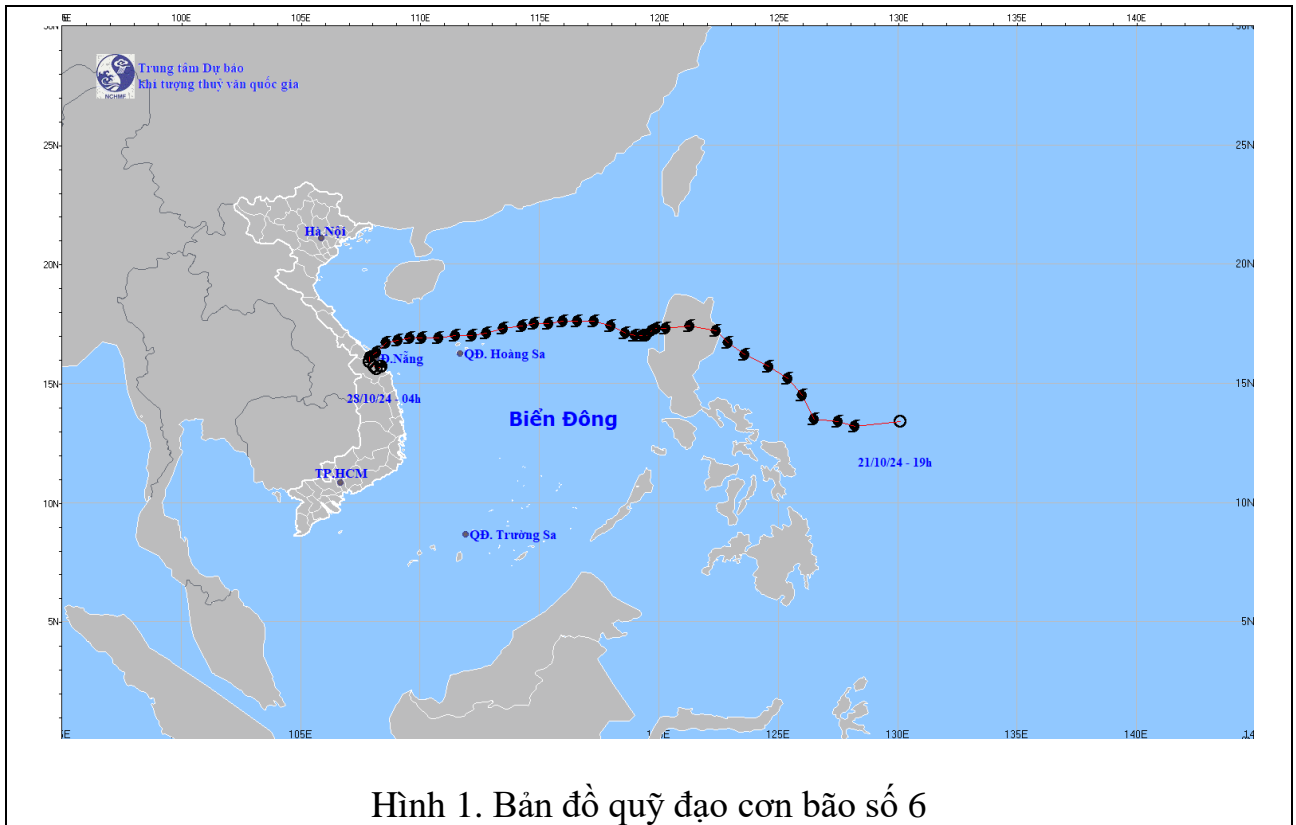 E 100E 105E 110E 115E 120E 125E 130E 135E 140E
Trung tâm Dự báo
khí tượng thuỷ văn quốc gia
NCHMF
25N 25N
Hà Nội
20N 20N
Đ.Nẵng
QĐ. Hoàng Sa
15N 15N
28/10/24 - 04h
Biển Đông
21/10/24 - 19h
TP.HCM
10N 10N
QĐ. Trường Sa
5N 5N
105E 110E 115E 125E 130E 135E 140E
Hình 1. Bản đồ quỹ đạo cơn bão số 6